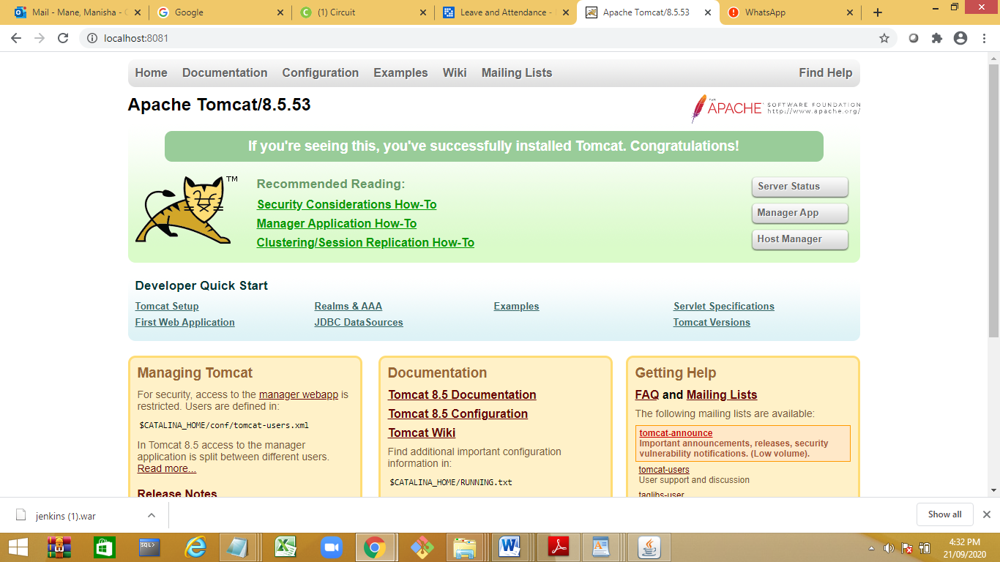 Mail - Mane, Manisha -
Google
(1) Circuit
Leave and Attendance -
Apache Tomcat/8.5.53
WhatsApp
localhost:8081
Home Documentation Configuration Examples Wiki Mailing Lists Find Help
Apache Tomcat/8.5.53
THE
APACHE SOFTWARE FOUNDATION
http://www.apache.org/
If you're seeing this, you've successfully installed Tomcat. Congratulations!
TM
Recommended Reading:
Security Considerations How-To
Manager Application How-To
Clustering/Session Replication How-To
Server Status
Manager App
Host Manager
Developer Quick Start
Tomcat Setup
First Web Application
Realms & AAA
JDBC DataSources
Examples
Servlet Specifications
Tomcat Versions
Managing Tomcat
For security, access to the manager webapp is
restricted. Users are defined in:
$CATALINA_HOME/conf/tomcat-users.xml
In Tomcat 8.5 access to the manager
application is split between different users.
Read more...
Release Notes
Documentation
Tomcat 8.5 Documentation
Tomcat 8.5 Configuration
Tomcat Wiki
Find additional important configuration
information in:
$CATALINA_HOME/RUNNING.txt
Getting Help
FAQ and Mailing Lists
The following mailing lists are available:
tomcat-announce
Important announcements, releases, security
vulnerability notifications. (Low volume).
tomcat-users
User support and discussion
taglibs-user
jenkins (1).war
Show all
SQL>
4:32 PM
21/09/2020